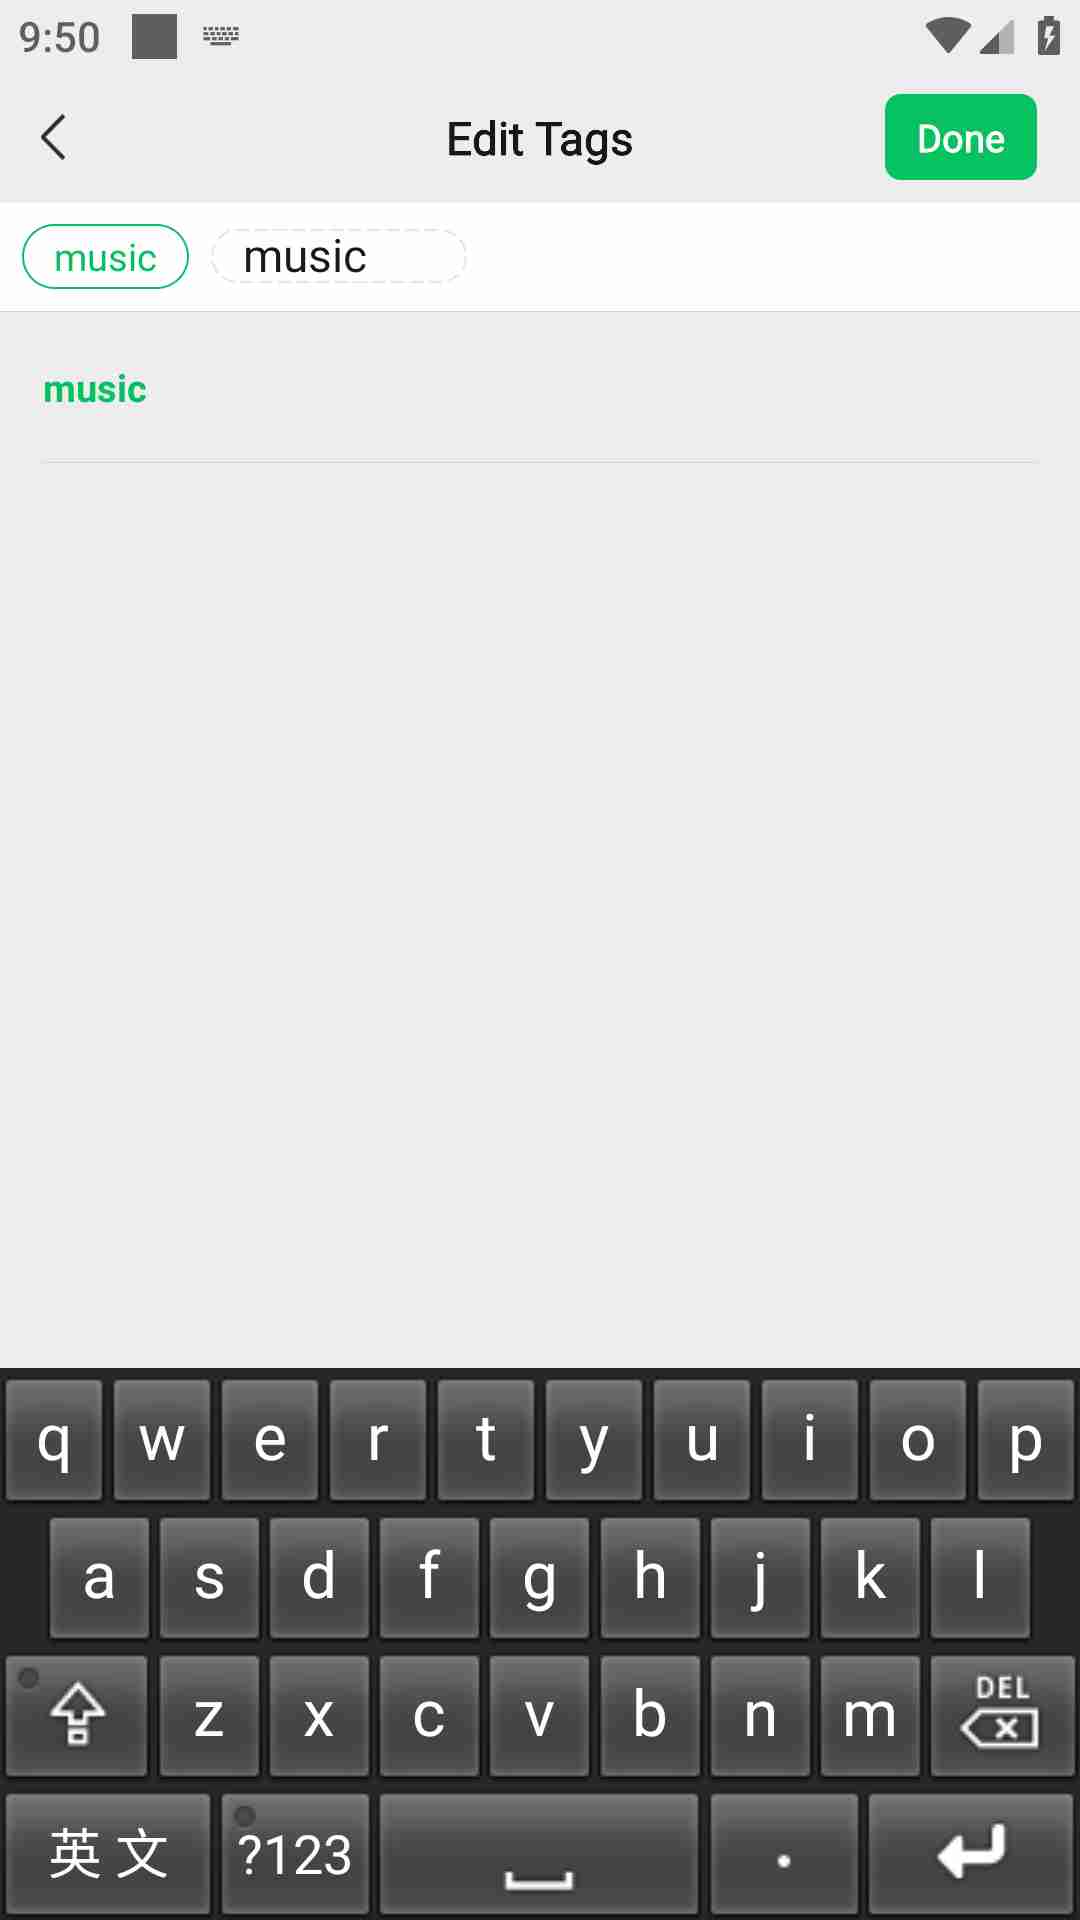 9:50
Edit Tags
Done
music music
music
q w e r t y u i o p
a s d f g h j k l
z x c v b n m DEL
英文 ?123 .